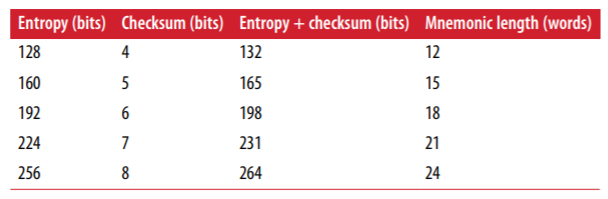 Entropy (bits) Checksum (bits) Entropy + checksum (bits) Mnemonic length (words)
128 4 132 12
160 5 165 15
192 6 198 18
224 7 231 21
256 8 264 24